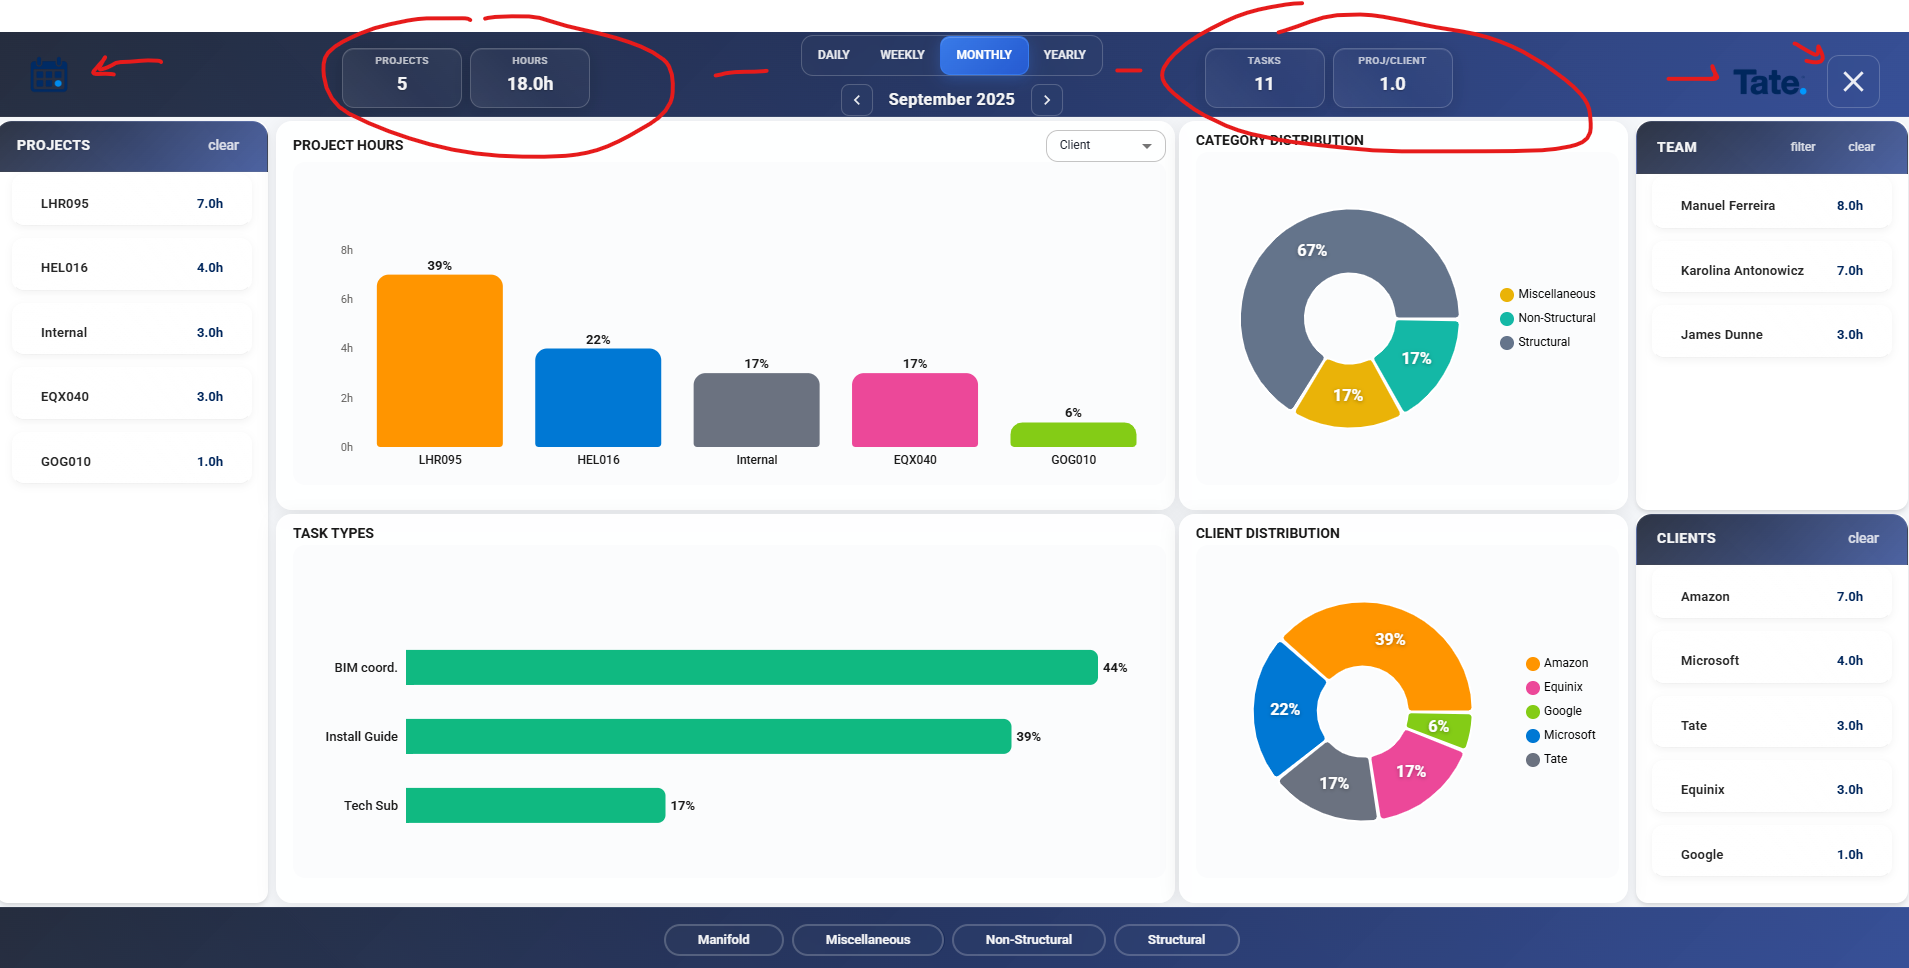 PROJECTS
5
HOURS
18.0h
DAILY WEEKLY MONTHLY YEARLY
September 2025
TASKS
11
PROJ/CLIENT
1.0
Tate.
PROJECTS clear
LHR095 7.0h
HEL016 4.0h
Internal 3.0h
EQX040 3.0h
GOG010 1.0h
PROJECT HOURS Client
8h
6h
4h
2h
0h
39%
22%
17%
17%
6%
LHR095 HEL016 Internal EQX040 GOG010
CATEGORY DISTRIBUTION
67%
17%
17%
Miscellaneous
Non-Structural
Structural
TEAM filter clear
Manuel Ferreira 8.0h
Karolina Antonowicz 7.0h
James Dunne 3.0h
TASK TYPES
BIM coord. 44%
Install Guide 39%
Tech Sub 17%
CLIENT DISTRIBUTION
39%
22%
6%
17%
17%
Amazon
Equinix
Google
Microsoft
Tate
CLIENTS clear
Amazon 7.0h
Microsoft 4.0h
Tate 3.0h
Equinix 3.0h
Google 1.0h
Manifold Miscellaneous Non-Structural Structural